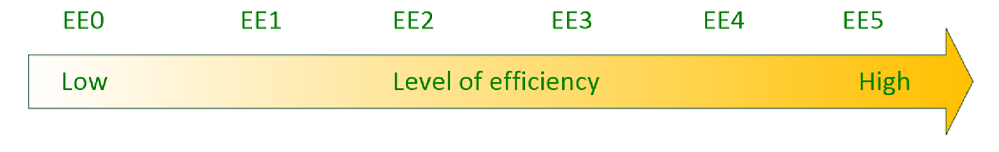 EE0 EE1 EE2 EE3 EE4 EE5
Low Level of efficiency High